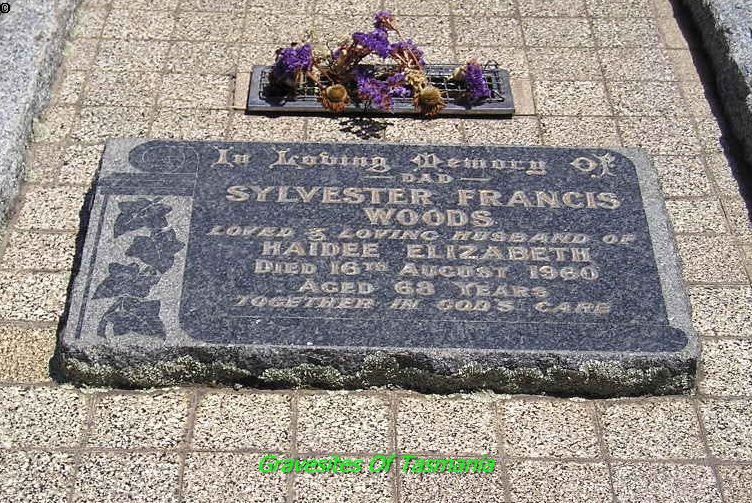 ©
In Loving Memory Of
— DAD —
SYLVESTER FRANCIS
WOODS
LOVED & LOVING HUSBAND OF
HAIDEE ELIZABETH
DIED 16TH AUGUST 1960
AGED 68 YEARS
TOGETHER IN GOD'S CARE
Gravesites Of Tasmania